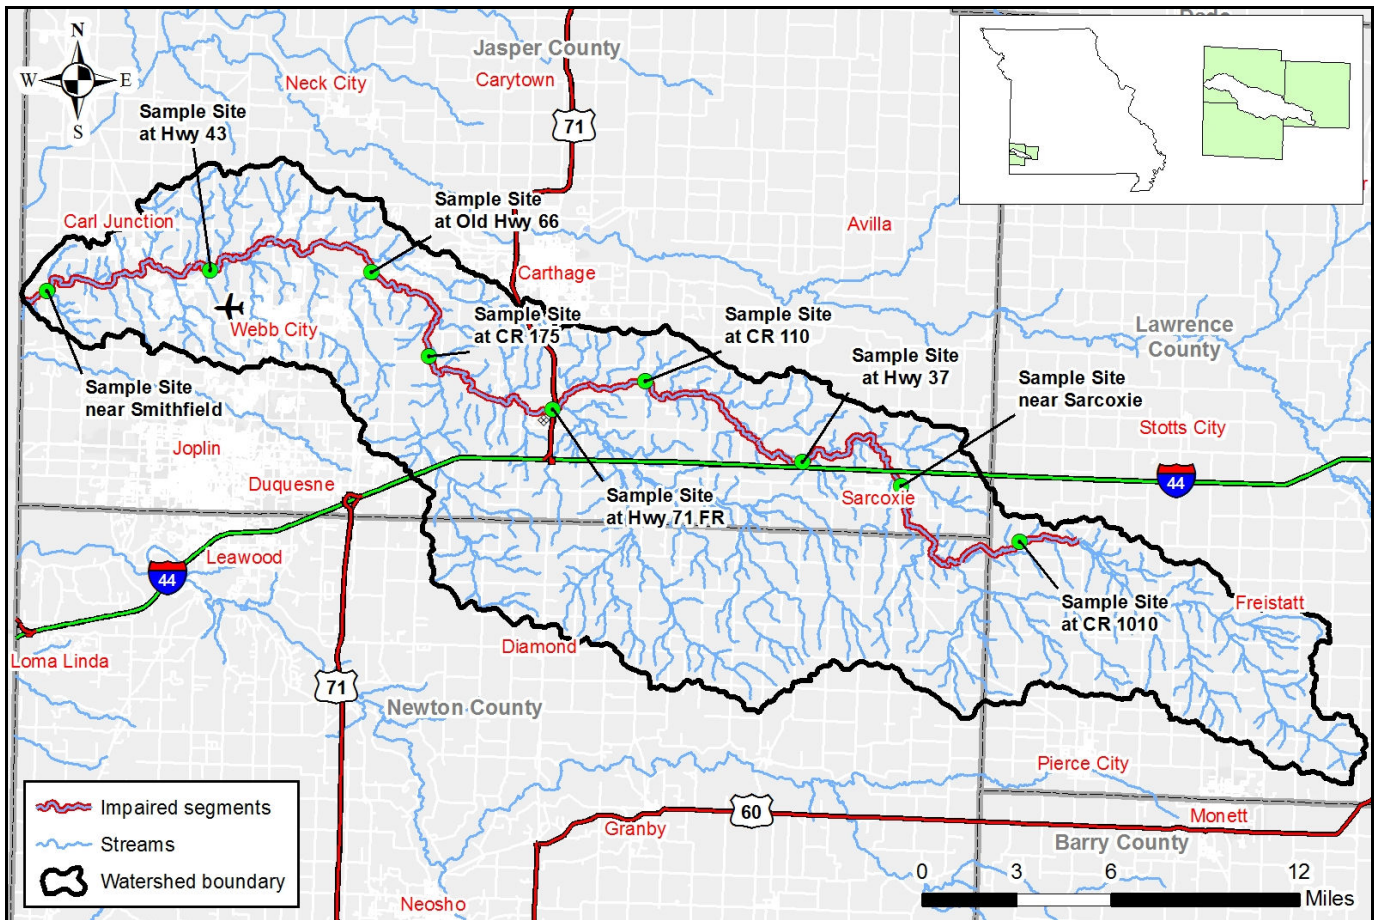 Dade
Jasper County
N
W
E
S
Neck City
Carytown
71
Sample Site
at Hwy 43
Sample Site
at Old Hwy 66
Carl Junction
Avilla
Carthage
Webb City
Sample Site
at CR 175
Sample Site
at CR 110
Lawrence
County
Sample Site
at Hwy 37
Sample Site
near Sarcoxie
Sample Site
near Smithfield
Stotts City
Joplin
Duquesne
44
Sarcoxie
Sample Site
at Hwy 71 FR
Leawood
44
Sample Site
at CR 1010
Freistatt
Diamond
Loma Linda
71
Newton County
Pierce City
Impaired segments
Streams
Watershed boundary
60
Granby
Monett
Barry County
0
3
6
12
Miles
Neosho